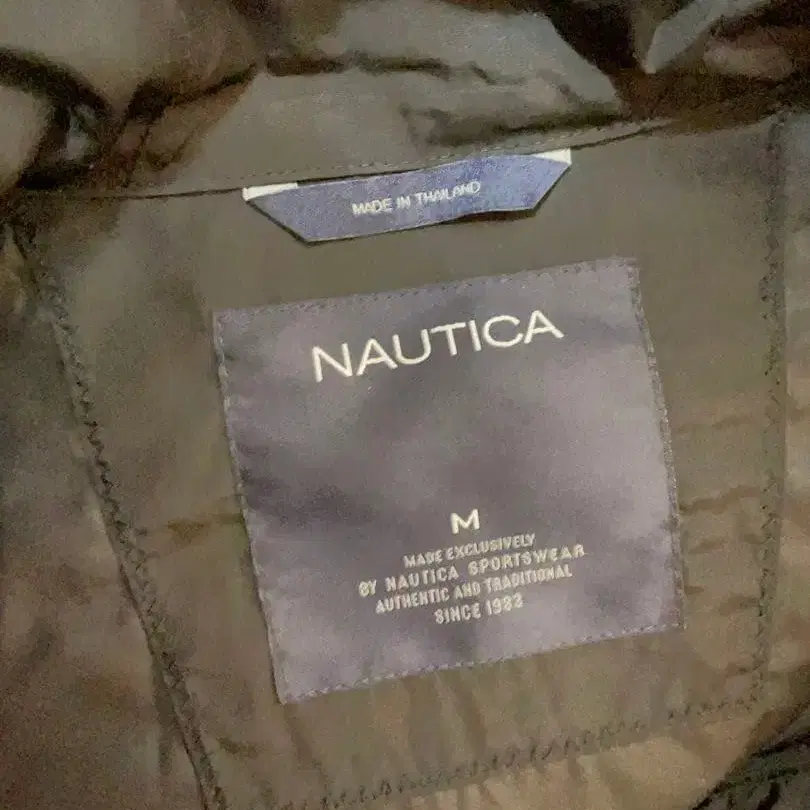 MADE IN THAILAND
NAUTICA
M
MADE EXCLUSIVELY
BY NAUTICA SPORTSWEAR
AUTHENTIC AND TRADITIONAL
SINCE 1983